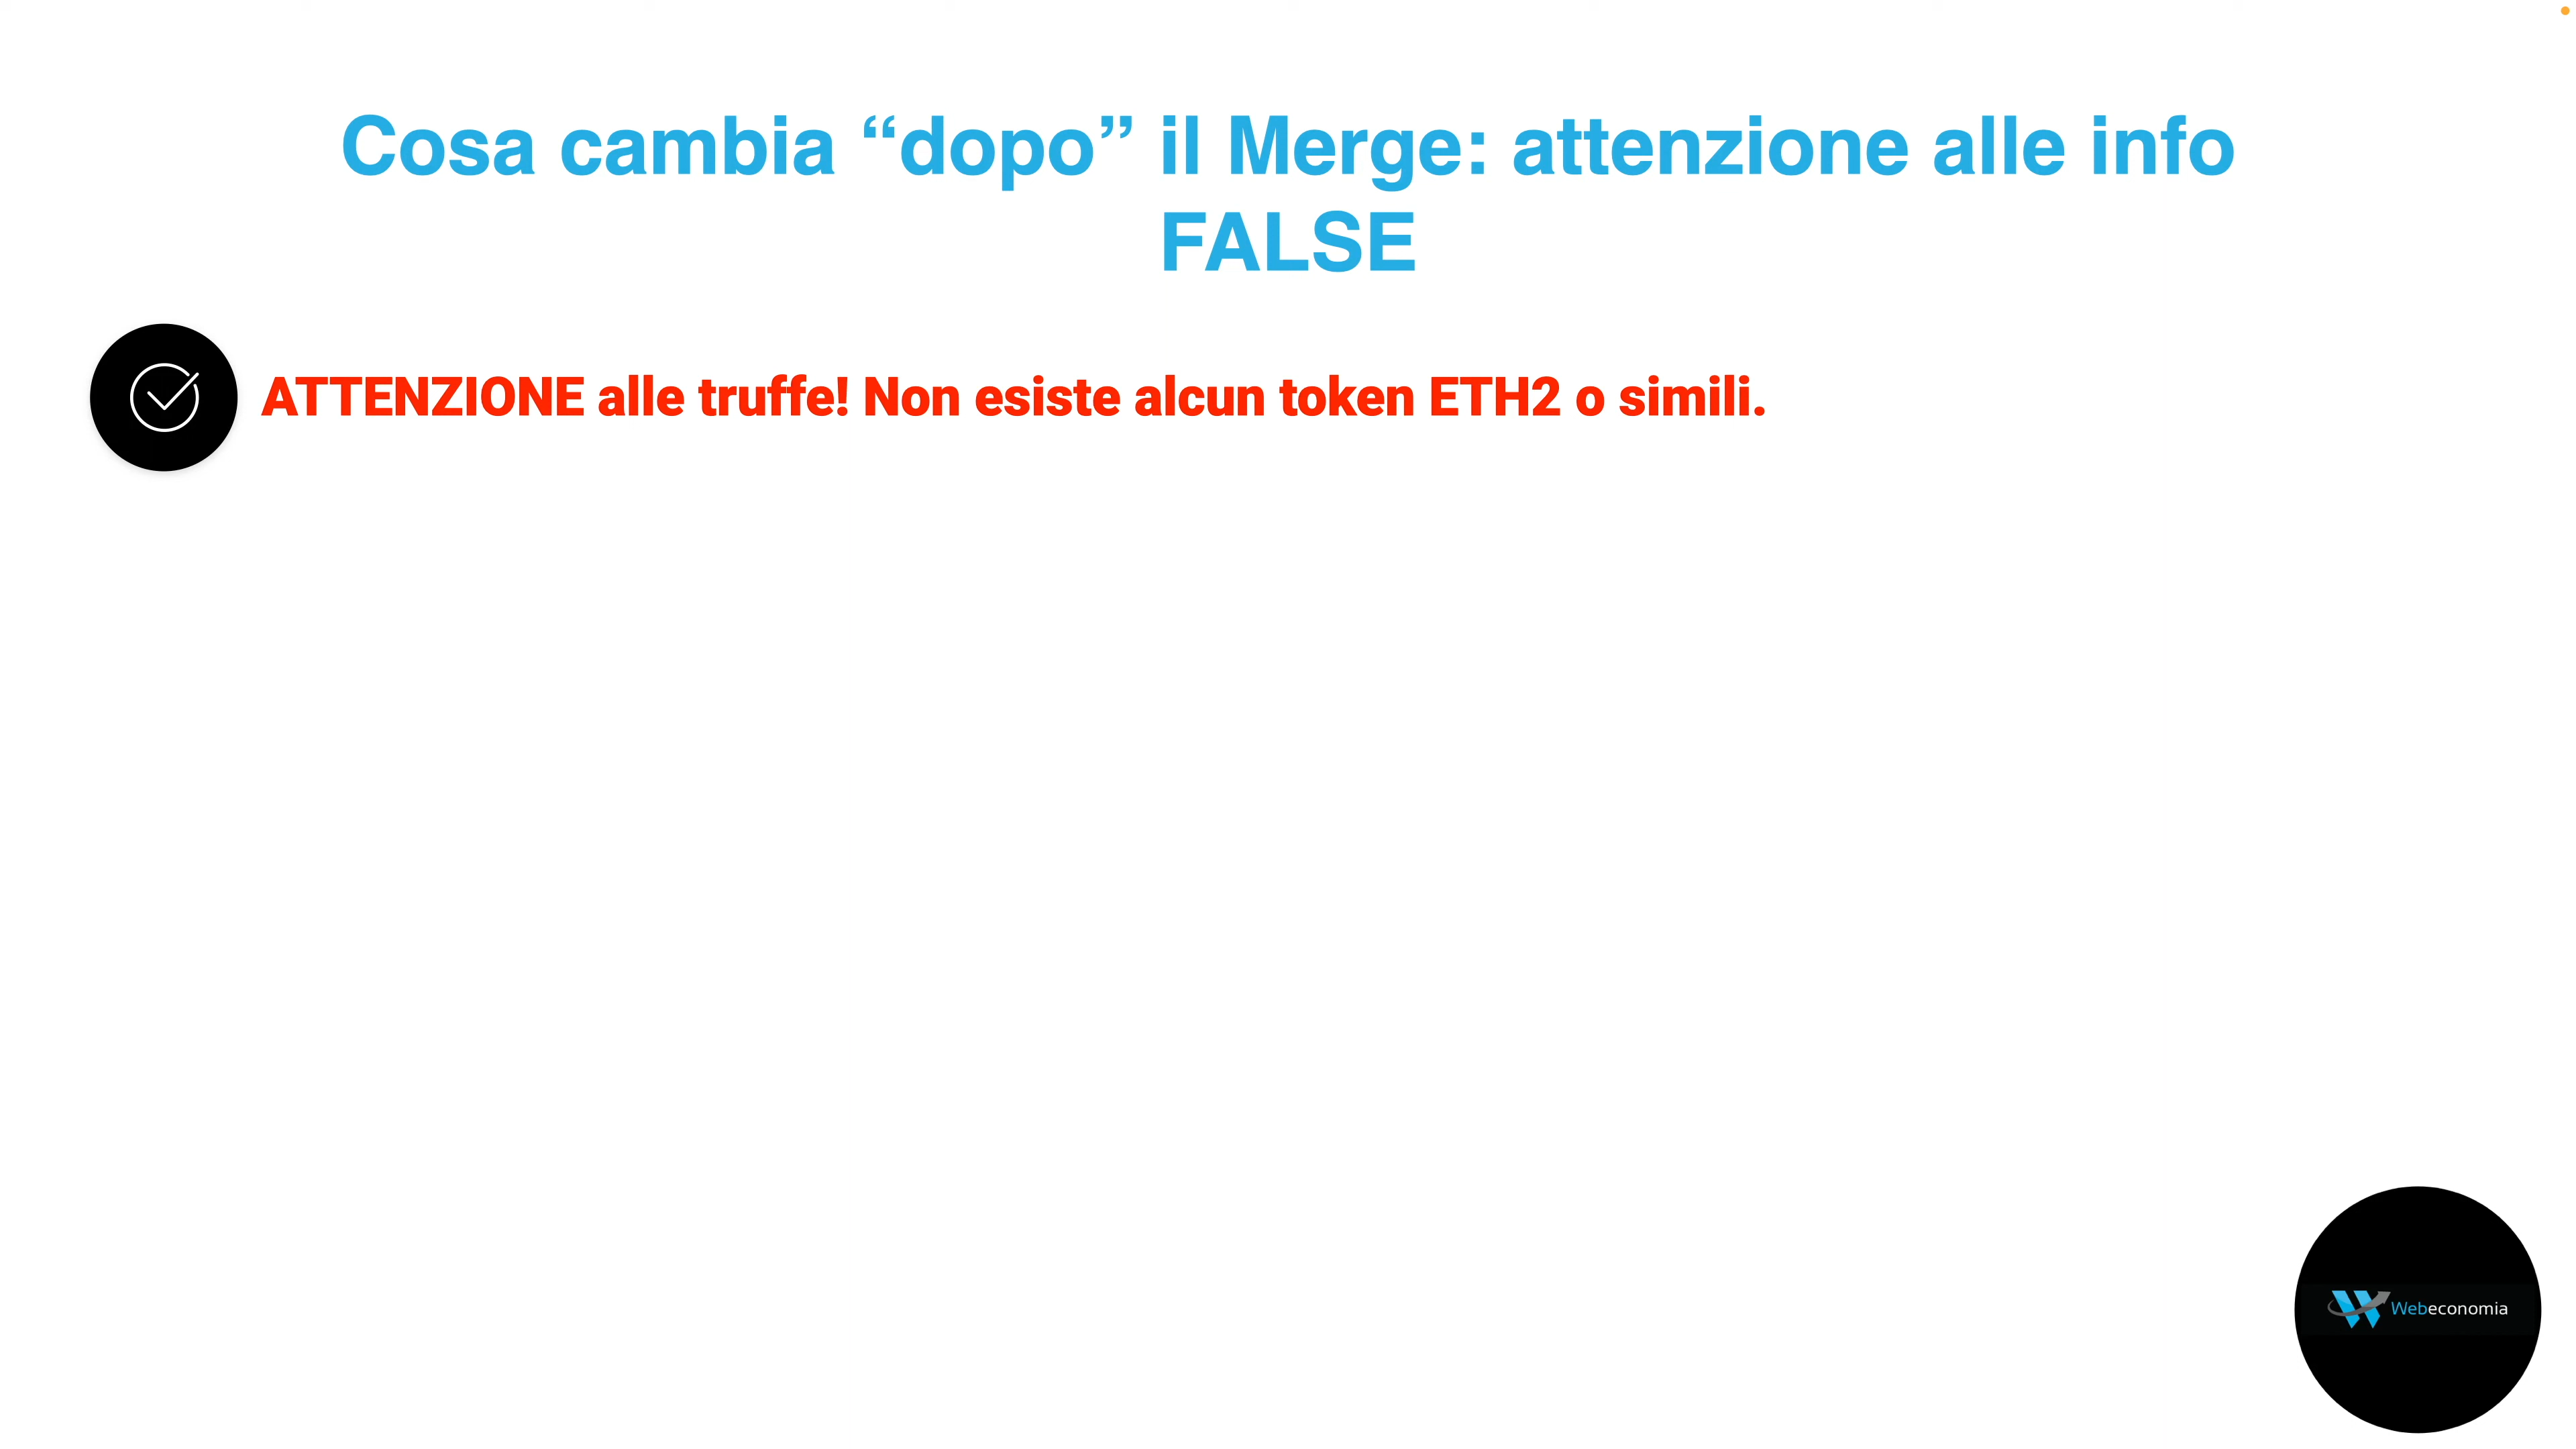 Cosa cambia “dopo” il Merge: attenzione alle info
FALSE
ATTENZIONE alle truffe! Non esiste alcun token ETH2 o simili.
Webeconomia